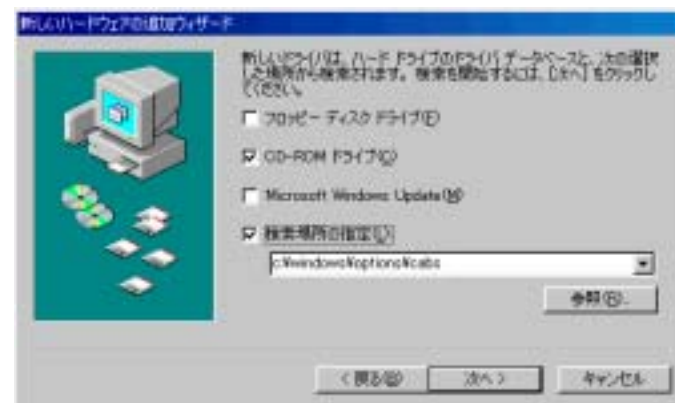 新しいハードウェアの追加ウィザード
新しいドライバは、ハード ドライブのドライバ データベースと、次の選択
した場所から検索されます。検索を開始するには、[次へ] をクリックし
てください。
フロッピー ディスク ドライブ(F)
CD-ROM ドライブ(C)
Microsoft Windows Update(M)
検索場所の指定(L)
c:¥windows¥options¥cabs
参照(R)...
< 戻る(B)
次へ >
キャンセル